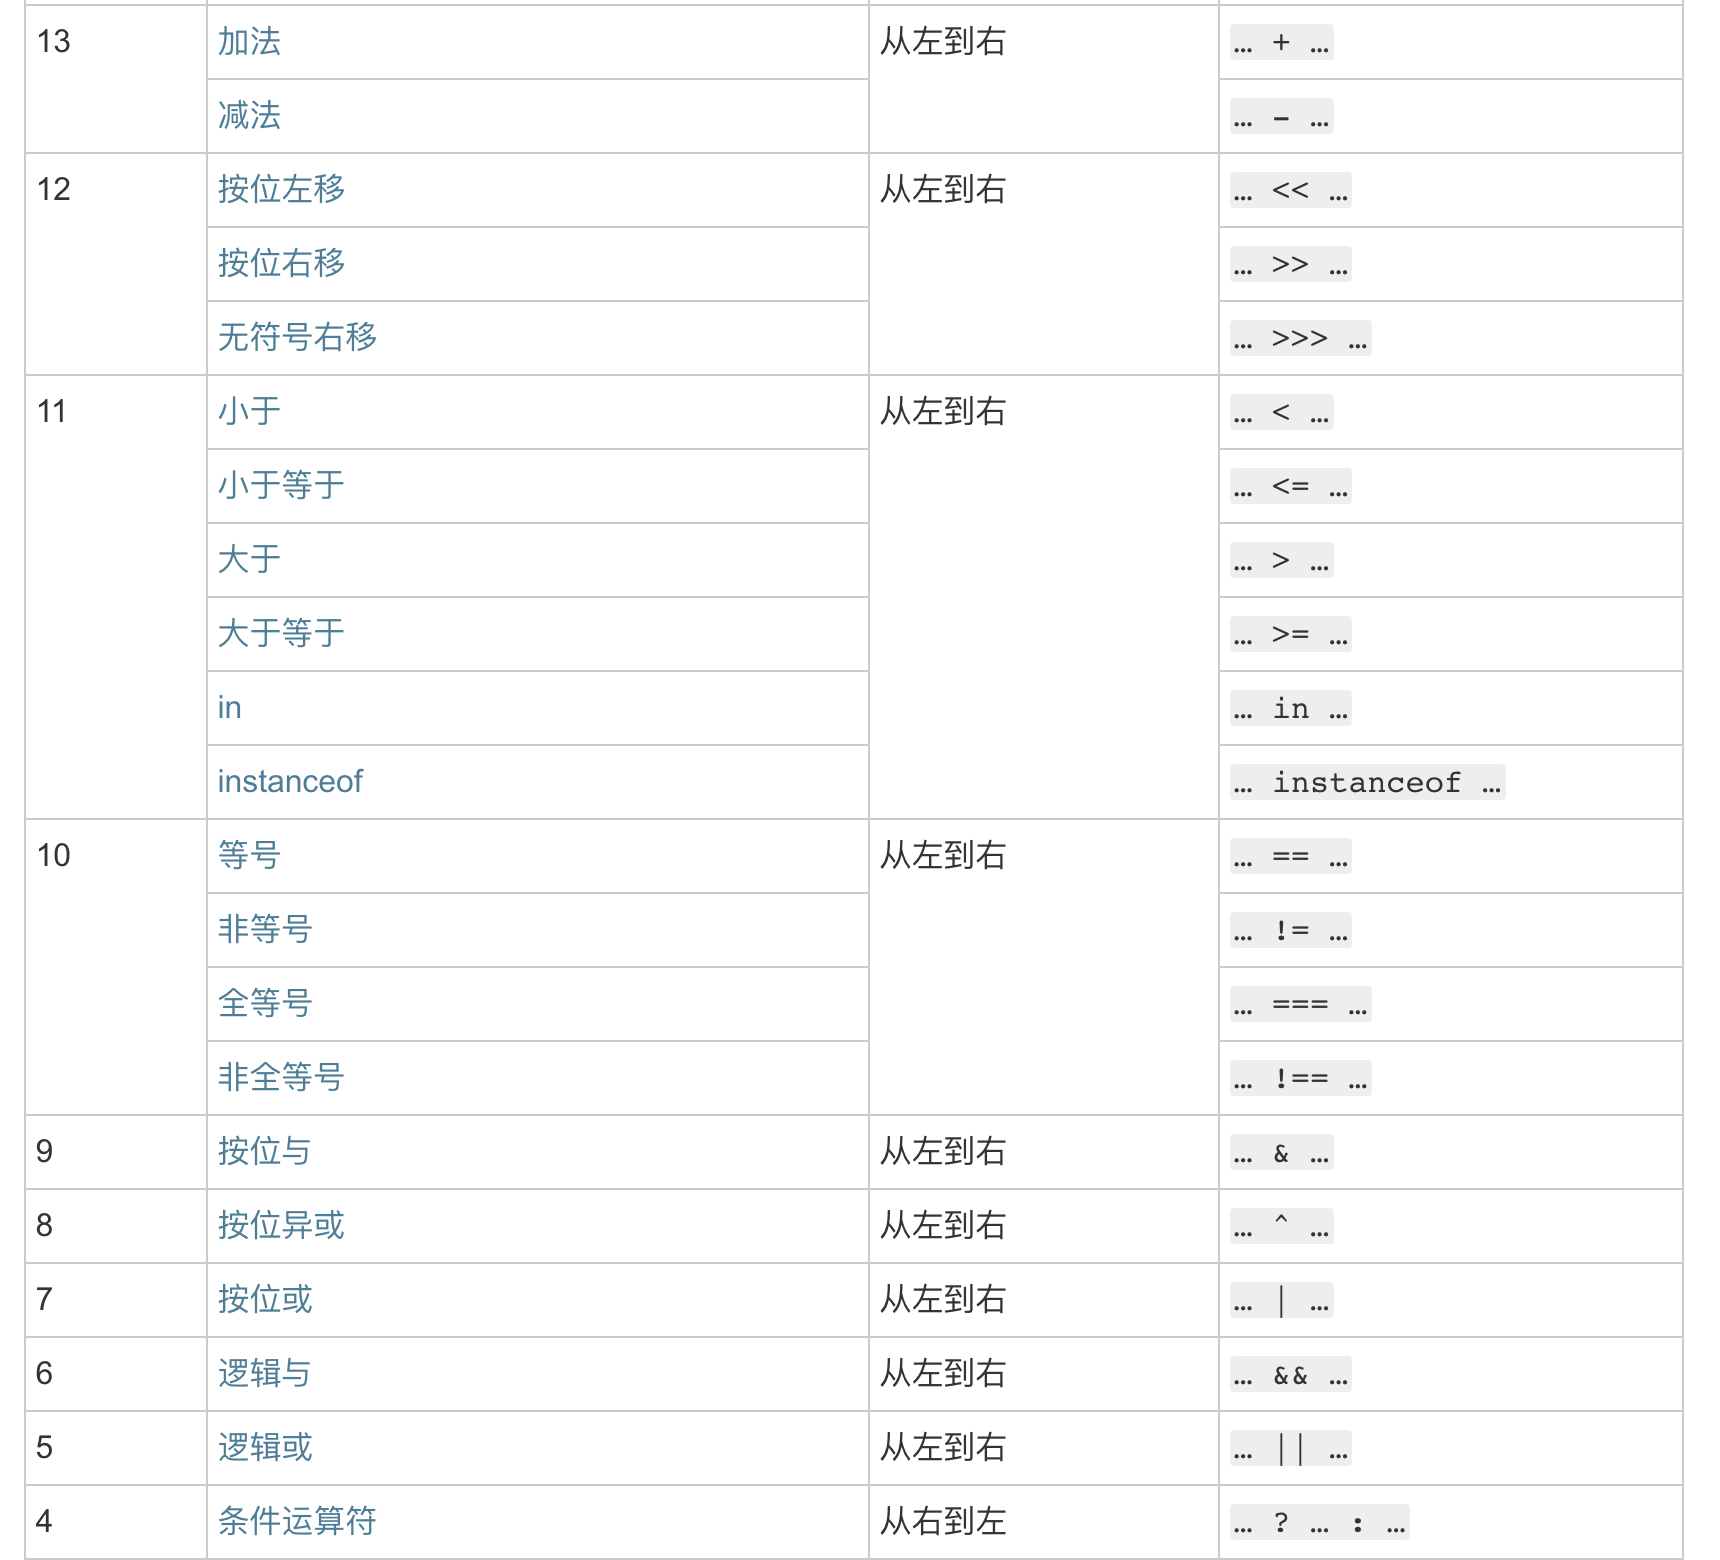 13 加法 从左到右 … + …
减法 … - …
12 按位左移 从左到右 … << …
按位右移 … >> …
无符号右移 … >>> …
11 小于 从左到右 … < …
小于等于 … <= …
大于 … > …
大于等于 … >= …
in … in …
instanceof … instanceof …
10 等号 从左到右 … == …
非等号 … != …
全等号 … === …
非全等号 … !== …
9 按位与 从左到右 … & …
8 按位异或 从左到右 … ^ …
7 按位或 从左到右 … | …
6 逻辑与 从左到右 … && …
5 逻辑或 从左到右 … || …
4 条件运算符 从右到左 … ? … : …